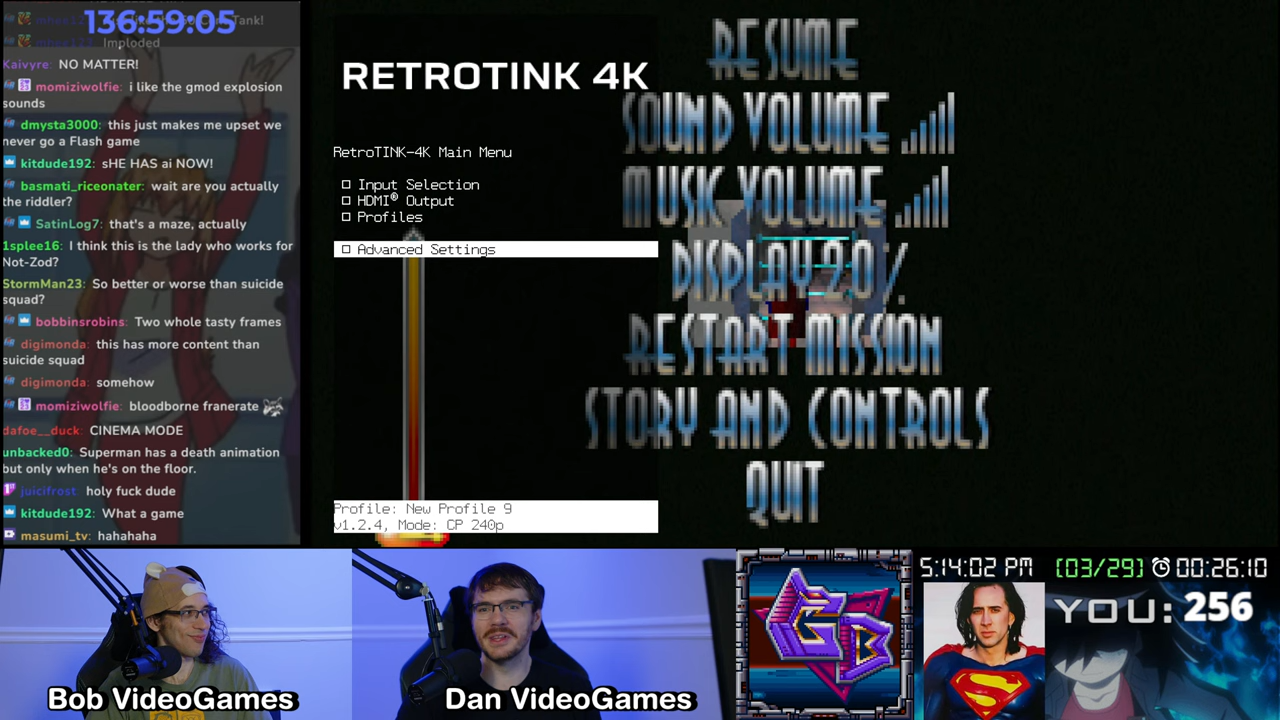 136:59:05
Tank!
Imploded
Kaivyre: NO MATTER!
momiziwolfie: i like the gmod explosion
sounds
dmysta3000: this just makes me upset we
never go a Flash game
kitdude192: sHE HAS ai NOW!
basmati_riceonater: wait are you actually
the riddler?
SatinLog7: that's a maze, actually
1splee16: I think this is the lady who works for
Not-Zod?
StormMan23: So better or worse than suicide
squad?
bobbinsrobins: Two whole tasty frames
digimonda: this has more content than
suicide squad
digimonda: somehow
momiziwolfie: bloodborne franerate
dafoe__duck: CINEMA MODE
unbacked0: Superman has a death animation
but only when he's on the floor.
juicifrost: holy fuck dude
kitdude192: What a game
masumi_tv: hahahaha
RETROTINK 4K
RetroTINK-4K Main Menu
Input Selection
HDMI® Output
Profiles
Advanced Settings
Profile: New Profile 9
v1.2.4, Mode: CP 240p
RESUME
SOUND VOLUME
MUSIC VOLUME
DISPLAY 20 %
RESTART MISSION
STORY AND CONTROLS
QUIT
Bob VideoGames
Dan VideoGames
GB
5:14:02 PM
[03/29] 00:26:10
YOU: 256